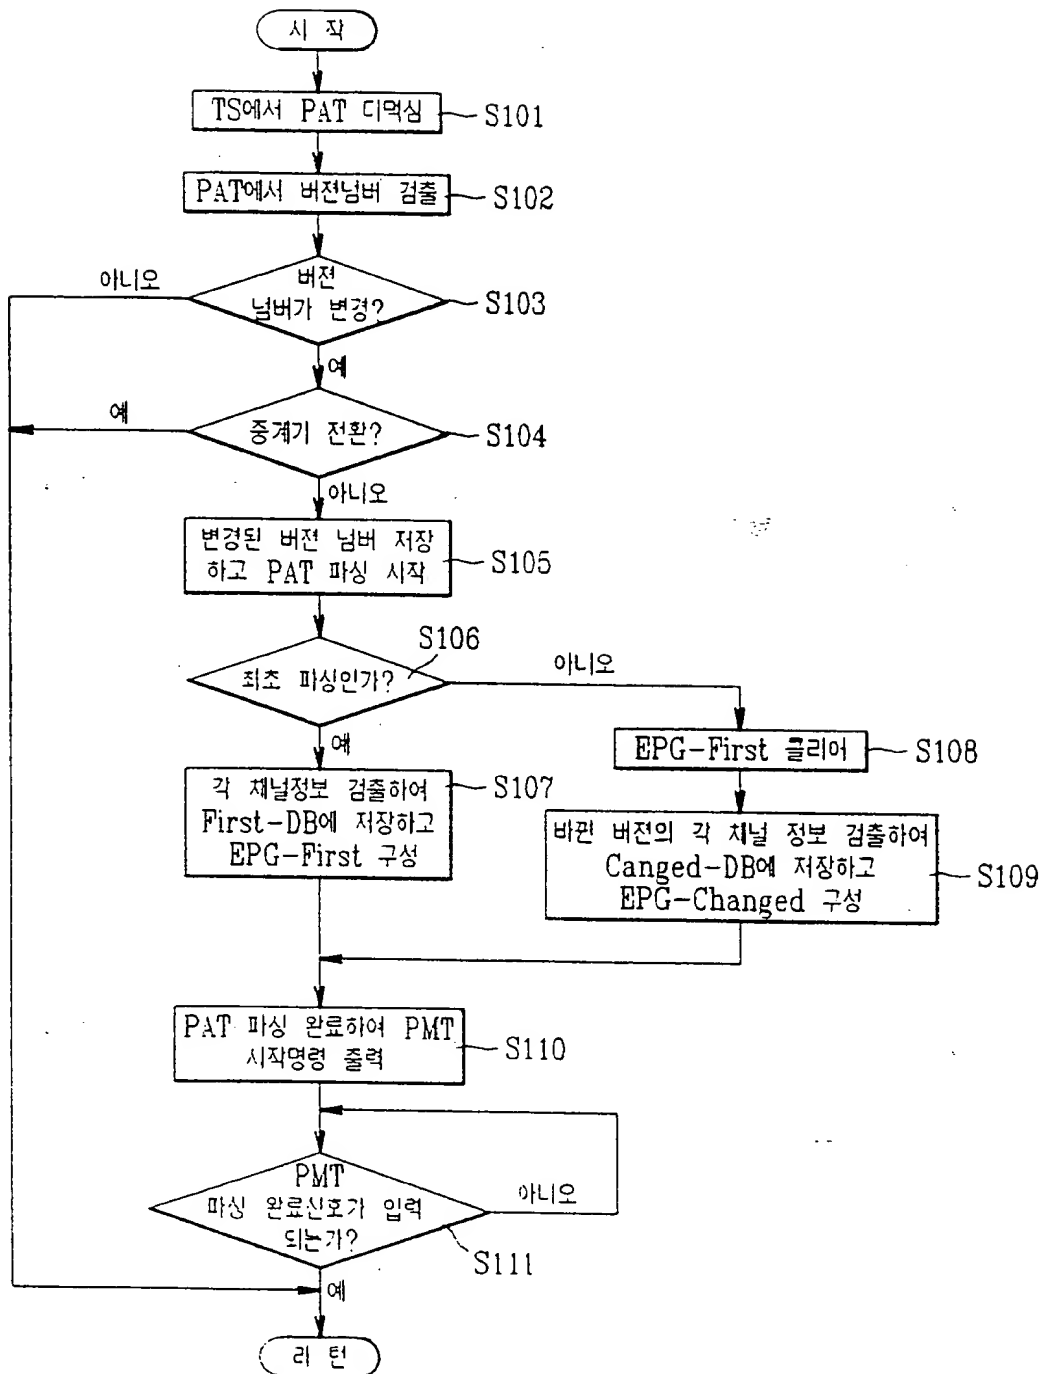 시 작
TS에서 PAT 디먹싱
S101
PAT에서 버젼넘버 검출
S102
버젼
넘버가 변경?
S103
아니오
예
중계기 전환?
S104
예
아니오
변경된 버젼 넘버 저장
하고 PAT 파싱 시작
S105
최초 파싱인가?
S106
아니오
예
각 채널정보 검출하여
First-DB에 저장하고
EPG-First 구성
S107
EPG-First 클리어
S108
바뀐 버젼의 각 채널 정보 검출하여
Canged-DB에 저장하고
EPG-Changed 구성
S109
PAT 파싱 완료하여 PMT
시작명령 출력
S110
PMT
파싱 완료신호가 입력
되는가?
S111
아니오
예
리 턴